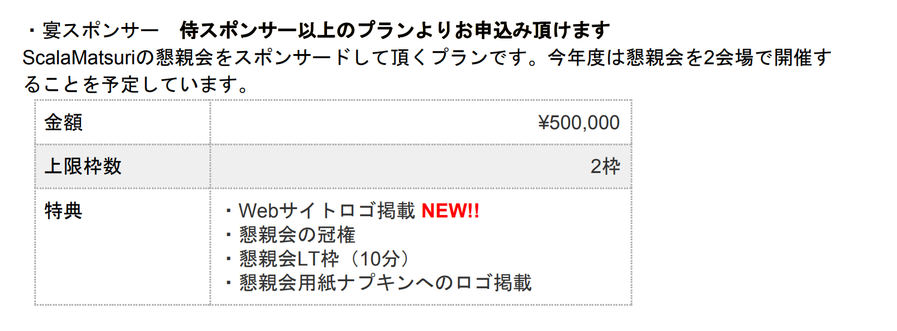 ・宴スポンサー　侍スポンサー以上のプランよりお申込み頂けます
ScalaMatsuriの懇親会をスポンサードして頂くプランです。今年度は懇親会を2会場で開催す
ることを予定しています。
金額 ¥500,000
上限枠数 2枠
特典 ・Webサイトロゴ掲載 NEW!!
・懇親会の冠権
・懇親会LT枠（10分）
・懇親会用紙ナプキンへのロゴ掲載